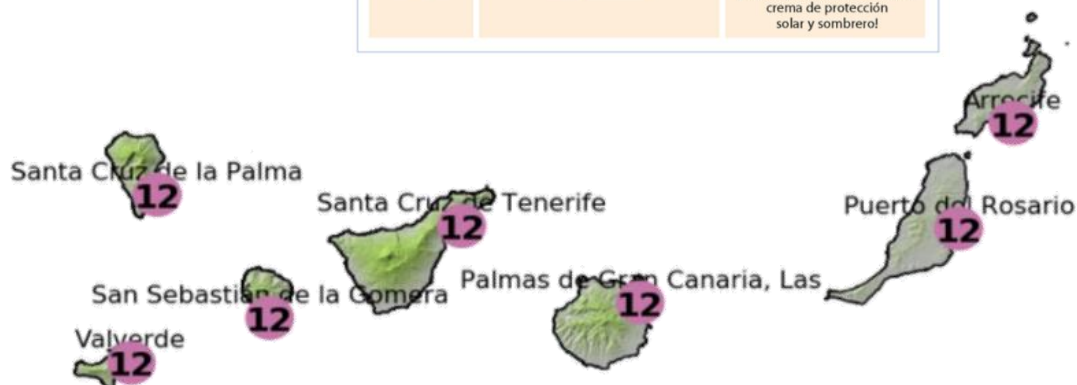 crema de protección
solar y sombrero!
Arrecife
12
Santa Cruz de la Palma
12
Santa Cruz de Tenerife
12
Puerto del Rosario
12
Palmas de Gran Canaria, Las
12
San Sebastián de la Gomera
12
Valverde
12